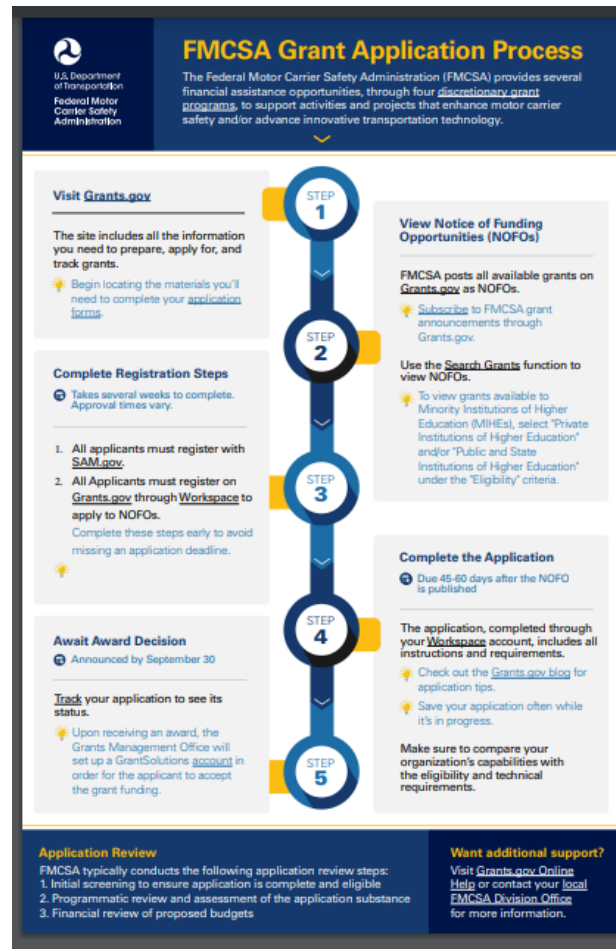 U.S. Department
of Transportation
Federal Motor
Carrier Safety
Administration
FMCSA Grant Application Process
The Federal Motor Carrier Safety Administration (FMCSA) provides several
financial assistance opportunities, through four discretionary grant
programs, to support activities and projects that enhance motor carrier
safety and/or advance innovative transportation technology.
STEP
1
Visit Grants.gov
The site includes all the information
you need to prepare, apply for, and
track grants.
Begin locating the materials you'll
need to complete your application
forms.
STEP
2
View Notice of Funding
Opportunities (NOFOs)
FMCSA posts all available grants on
Grants.gov as NOFOs.
Subscribe to FMCSA grant
announcements through
Grants.gov.
Use the Search Grants function to
view NOFOs.
To view grants available to
Minority Institutions of Higher
Education (MIHEs), select "Private
Institutions of Higher Education"
and/or "Public and State
Institutions of Higher Education"
under the "Eligibility" criteria.
STEP
3
Complete Registration Steps
Takes several weeks to complete.
Approval times vary.
1. All applicants must register with
SAM.gov.
2. All Applicants must register on
Grants.gov through Workspace to
apply to NOFOs.
Complete these steps early to avoid
missing an application deadline.
STEP
4
Complete the Application
Due 45-60 days after the NOFO
is published
The application, completed through
your Workspace account, includes all
instructions and requirements.
Check out the Grants.gov blog for
application tips.
Save your application often while
it's in progress.
Make sure to compare your
organization's capabilities with
the eligibility and technical
requirements.
STEP
5
Await Award Decision
Announced by September 30
Track your application to see its
status.
Upon receiving an award, the
Grants Management Office will
set up a GrantSolutions account in
order for the applicant to accept
the grant funding.
Application Review
FMCSA typically conducts the following application review steps:
1. Initial screening to ensure application is complete and eligible
2. Programmatic review and assessment of the application substance
3. Financial review of proposed budgets
Want additional support?
Visit Grants.gov Online
Help or contact your local
FMCSA Division Office
for more information.